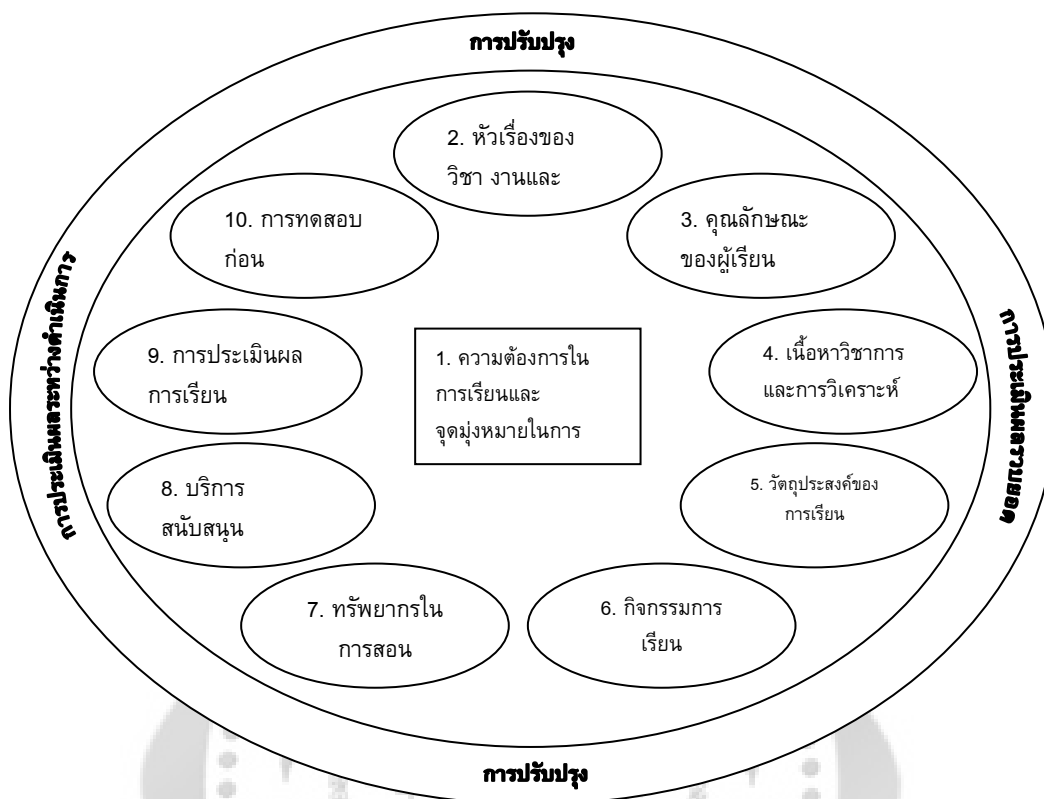 การปรับปรุง
2. หัวเรื่องของ
วิชา งานและ
10. การทดสอบ
ก่อน
3. คุณลักษณะ
ของผู้เรียน
การประเมินผลระหว่างดำเนินการ
9. การประเมินผล
การเรียน
1. ความต้องการใน
การเรียนและ
จุดมุ่งหมายในการ
4. เนื้อหาวิชาการ
และการวิเคราะห์
การประเมินผลรวบยอด
8. บริการ
สนับสนุน
5. วัตถุประสงค์ของ
การเรียน
7. ทรัพยากรใน
การสอน
6. กิจกรรมการ
เรียน
การปรับปรุง